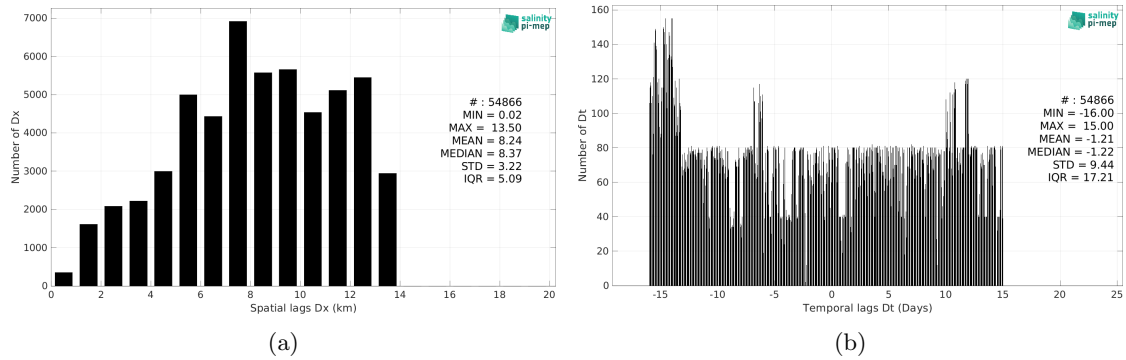 7000
6000
5000
4000
3000
2000
1000
0
Number of Dx
0 2 4 6 8 10 12 14 16 18 20
Spatial lags Dx (km)
salinity
pi-mep
# : 54866
MIN = 0.02
MAX = 13.50
MEAN = 8.24
MEDIAN = 8.37
STD = 3.22
IQR = 5.09
(a)
160
140
120
100
80
60
40
20
0
Number of Dt
-15 -10 -5 0 5 10 15 20 25
Temporal lags Dt (Days)
salinity
pi-mep
# : 54866
MIN = -16.00
MAX = 15.00
MEAN = -1.21
MEDIAN = -1.22
STD = 9.44
IQR = 17.21
(b)